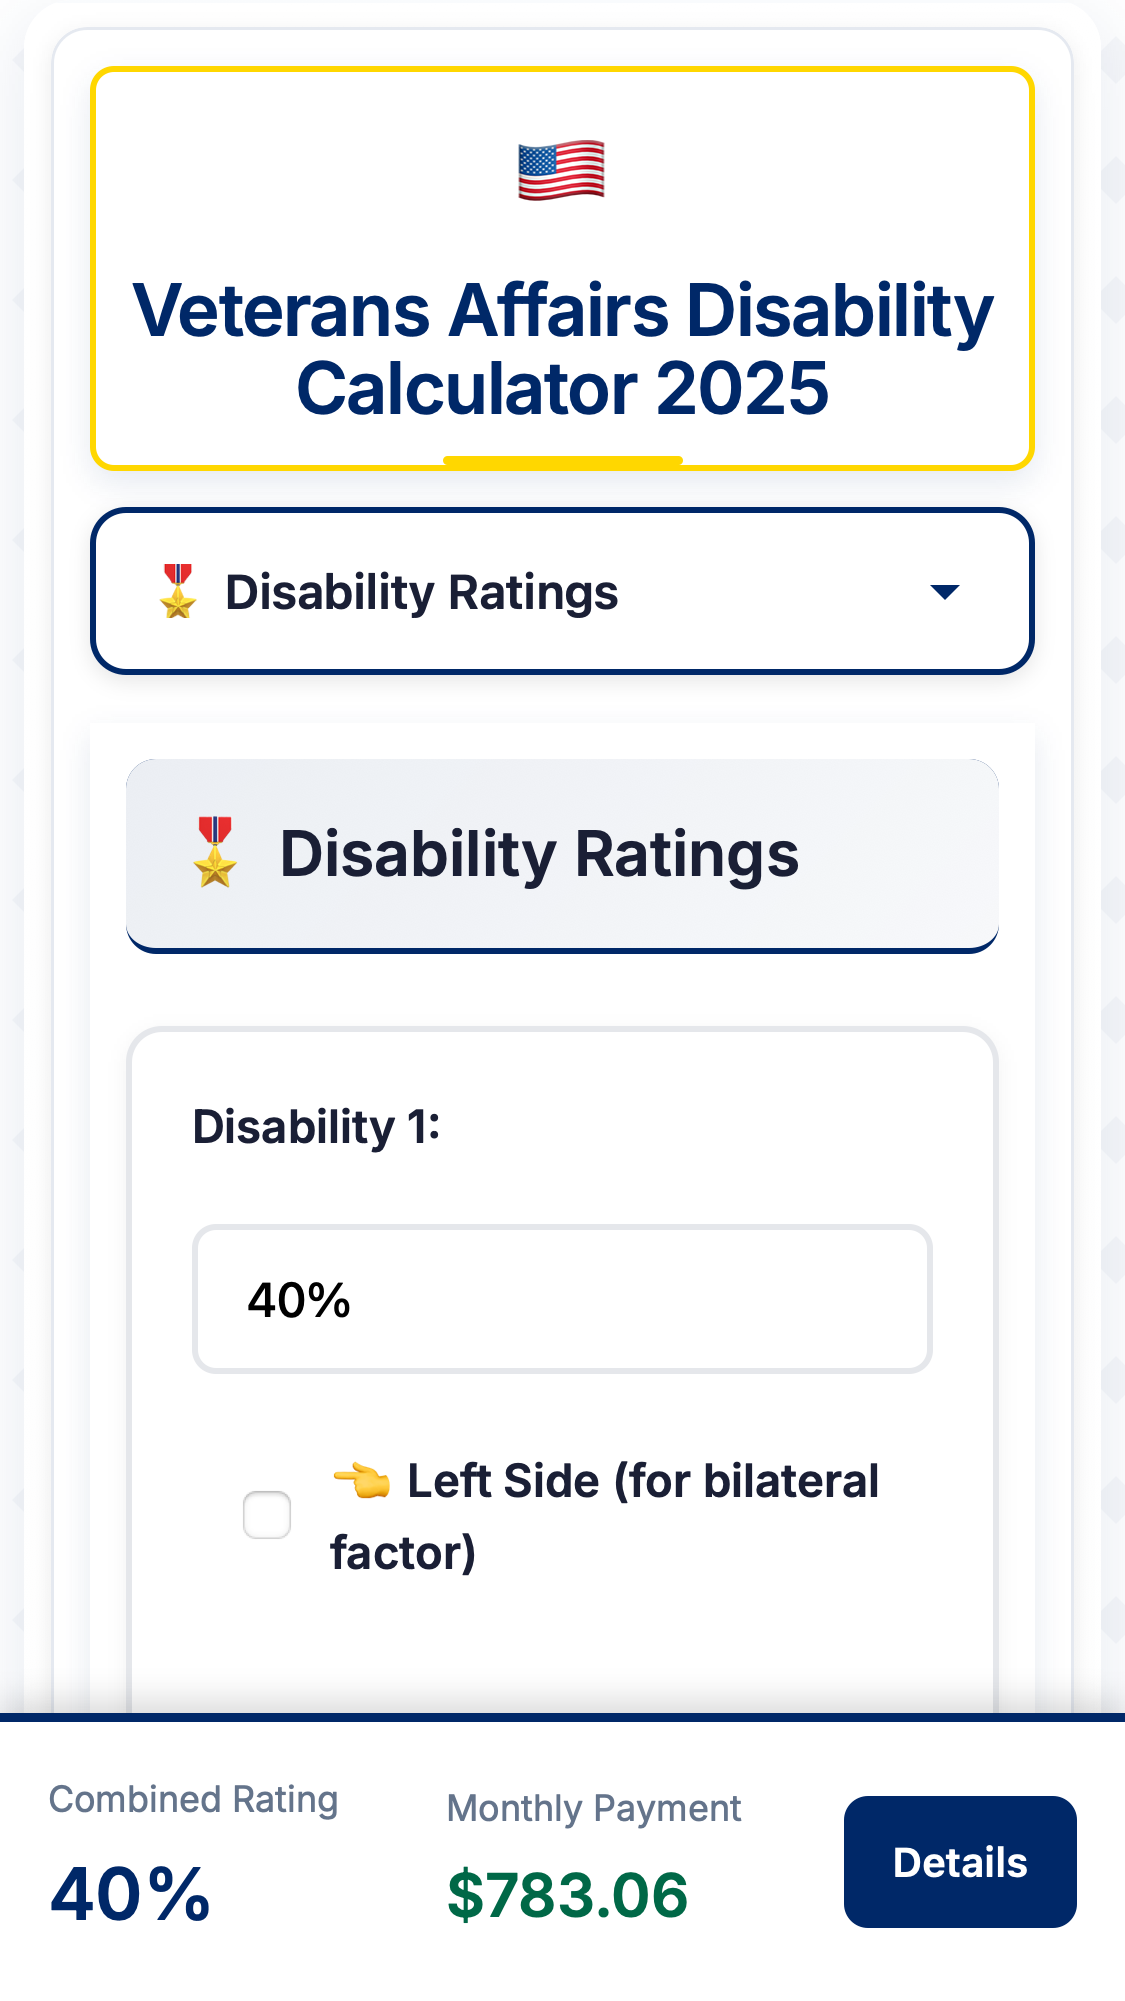 Veterans Affairs Disability
Calculator 2025
Disability Ratings
Disability Ratings
Disability 1:
40%
Left Side (for bilateral
factor)
Combined Rating
40%
Monthly Payment
$783.06
Details